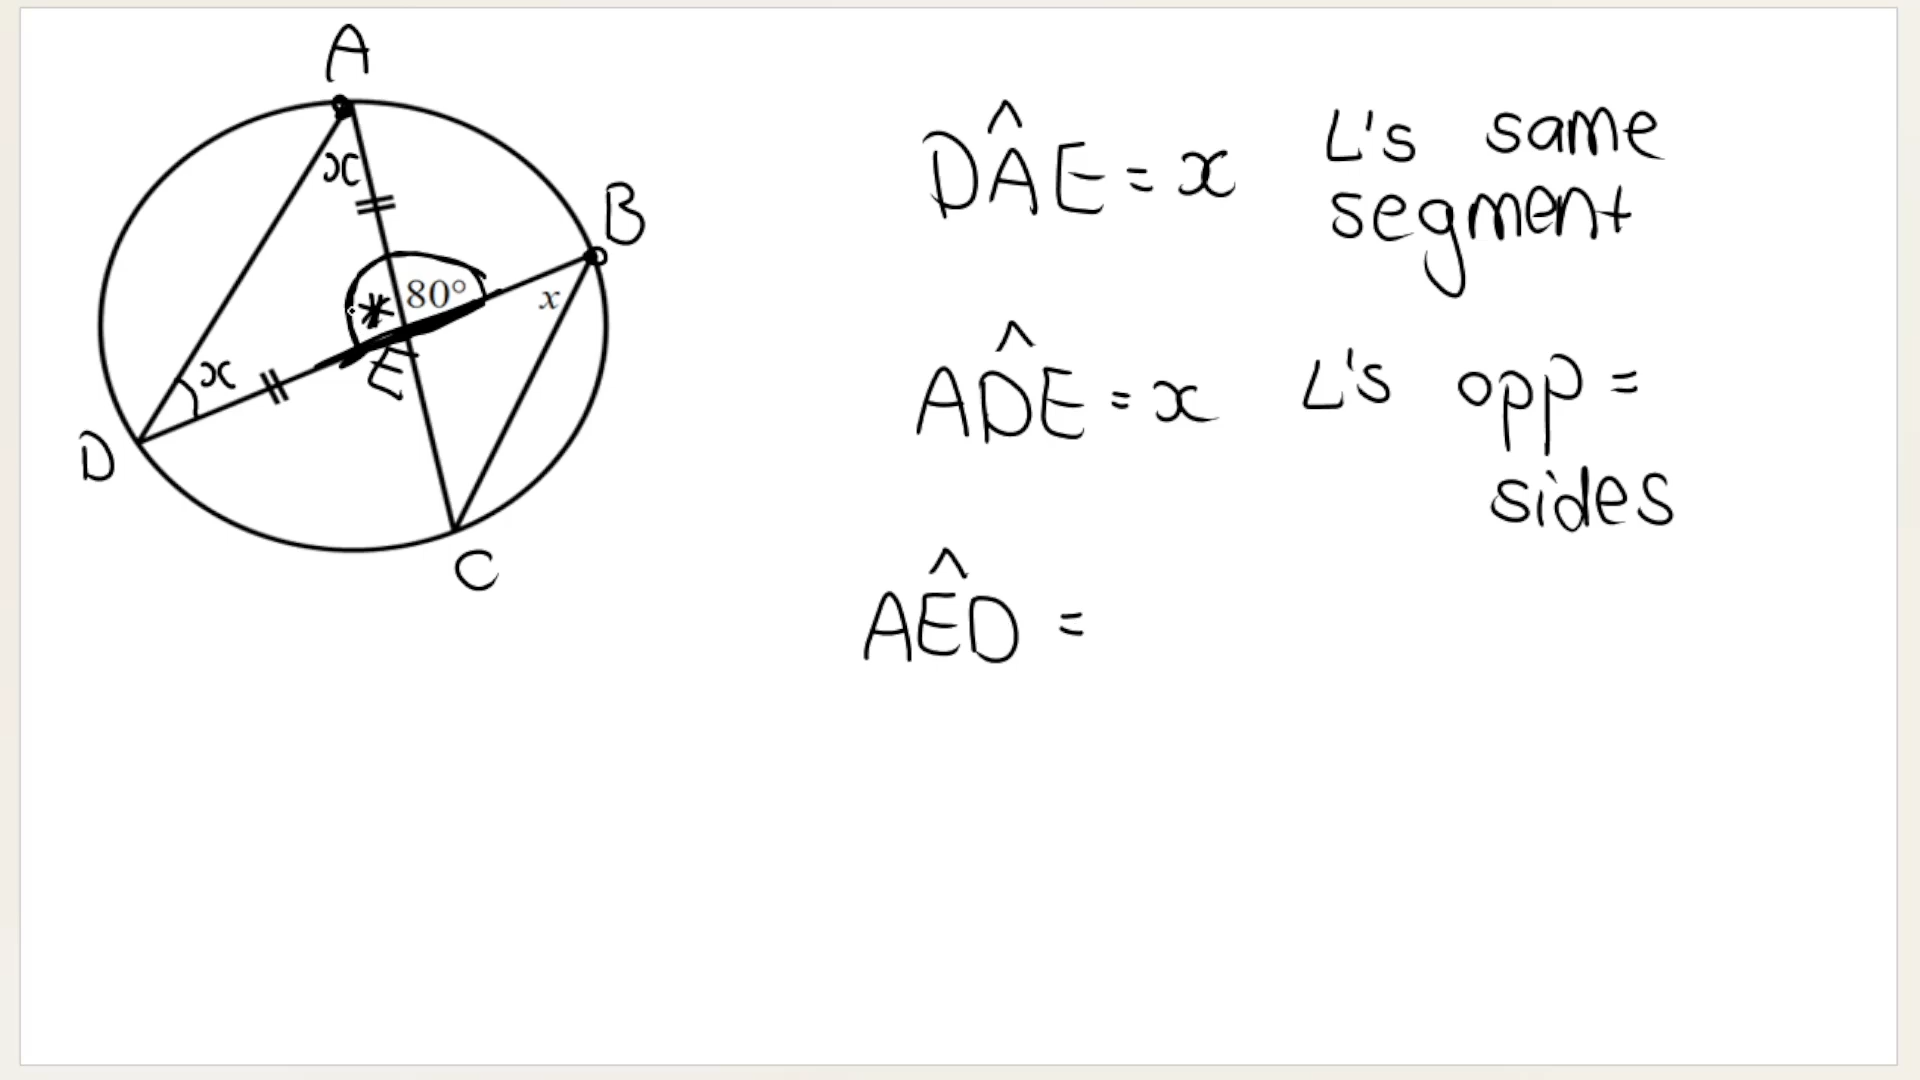 A
x
B
80°
*
x
E
x
D
C
DÂE = x L's same
segment
AD̂E = x L's opp =
sides
AÊD =